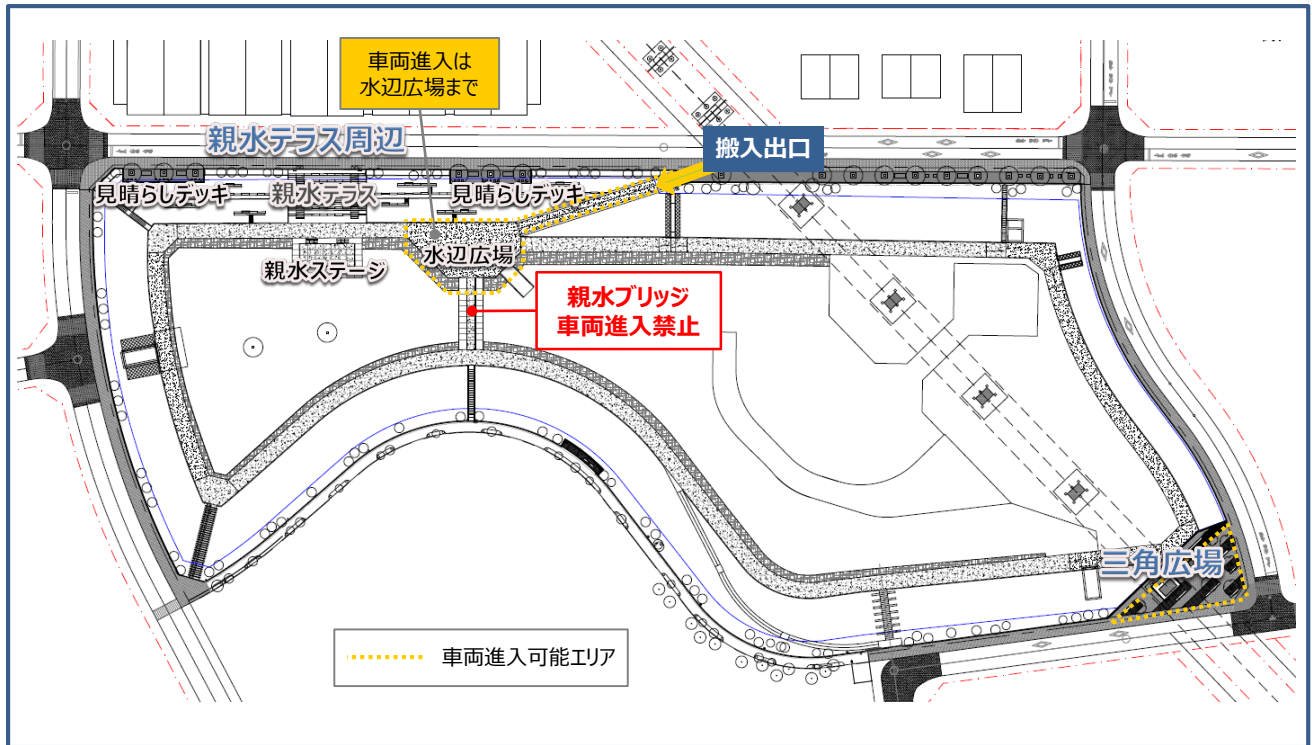 車両進入は
水辺広場まで
親水テラス周辺
搬入出口
見晴らしデッキ
親水テラス
見晴らしデッキ
水辺広場
親水ステージ
親水ブリッジ
車両進入禁止
三角広場
車両進入可能エリア